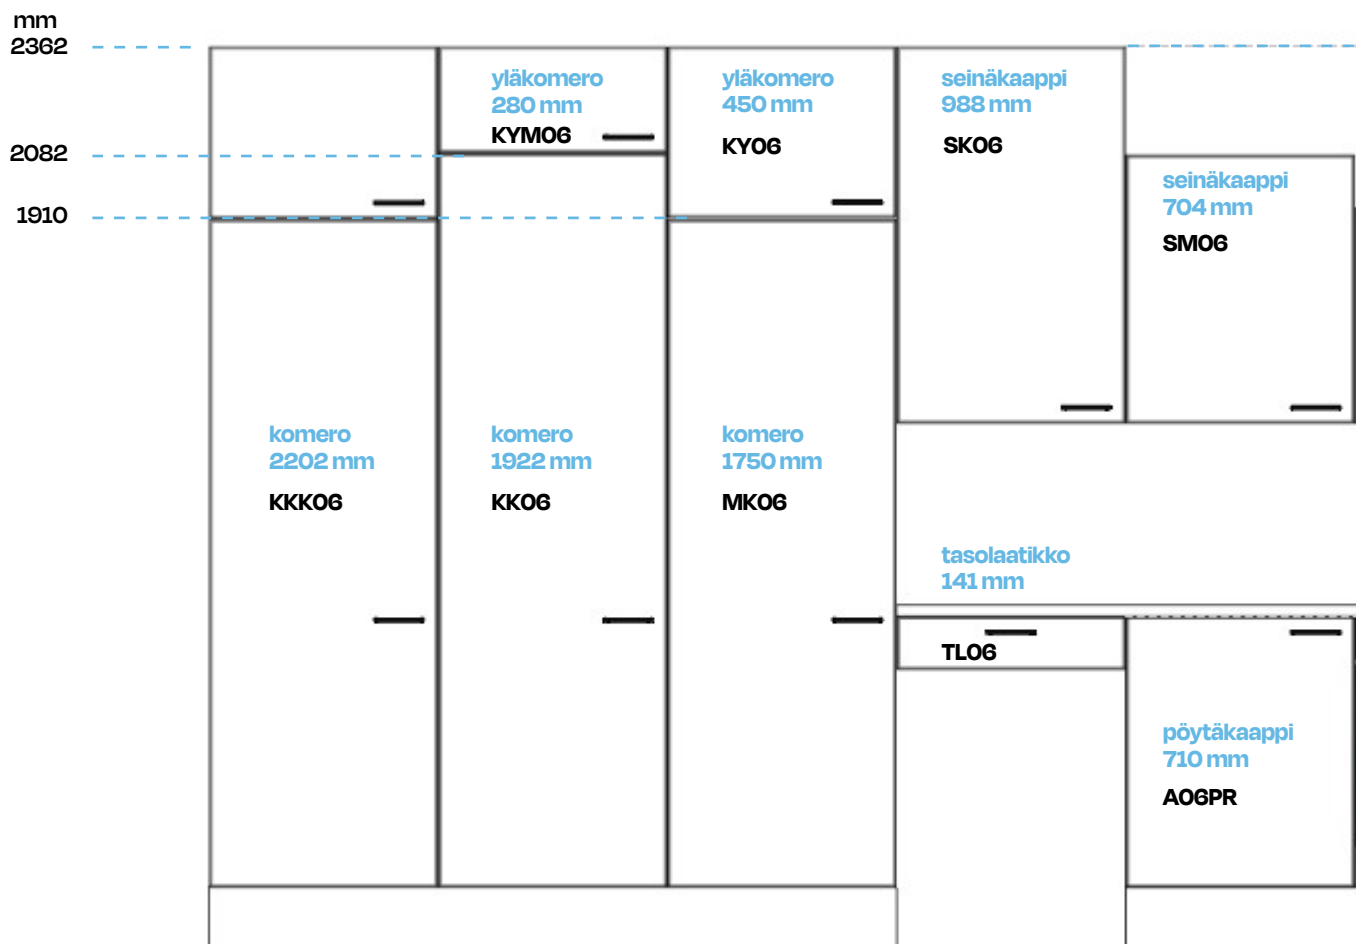 mm
2362
2082
1910
yläkomero
280 mm
KYM06
yläkomero
450 mm
KY06
seinäkaappi
988 mm
SK06
seinäkaappi
704 mm
SM06
komero
2202 mm
KKK06
komero
1922 mm
KK06
komero
1750 mm
MK06
tasolaatikko
141 mm
TL06
pöytäkaappi
710 mm
A06PR